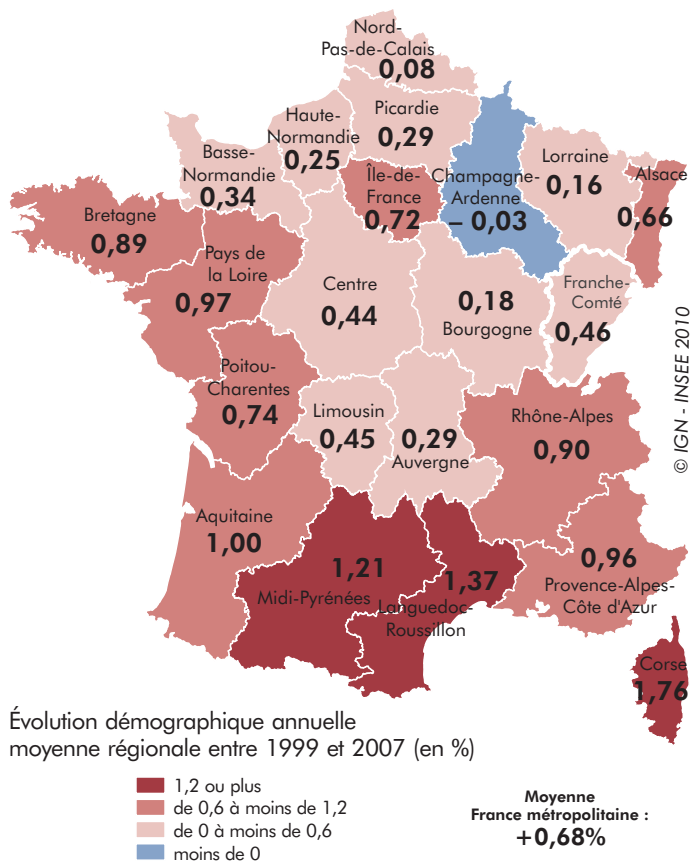 Nord-
Pas-de-Calais
0,08
Picardie
0,29
Haute-
Normandie
0,25
Basse-
Normandie
0,34
Île-de-
France
0,72
Champagne-
Ardenne
– 0,03
Lorraine
0,16
Alsace
0,66
Bretagne
0,89
Pays de
la Loire
0,97
Centre
0,44
0,18
Bourgogne
Franche-
Comté
0,46
Poitou-
Charentes
0,74
Limousin
0,45
0,29
Auvergne
Rhône-Alpes
0,90
Aquitaine
1,00
1,21
Midi-Pyrénées
1,37
Languedoc-
Roussillon
0,96
Provence-Alpes-
Côte d'Azur
Corse
1,76
© IGN - INSEE 2010
Évolution démographique annuelle
moyenne régionale entre 1999 et 2007 (en %)
1,2 ou plus
de 0,6 à moins de 1,2
de 0 à moins de 0,6
moins de 0
Moyenne
France métropolitaine :
+0,68%